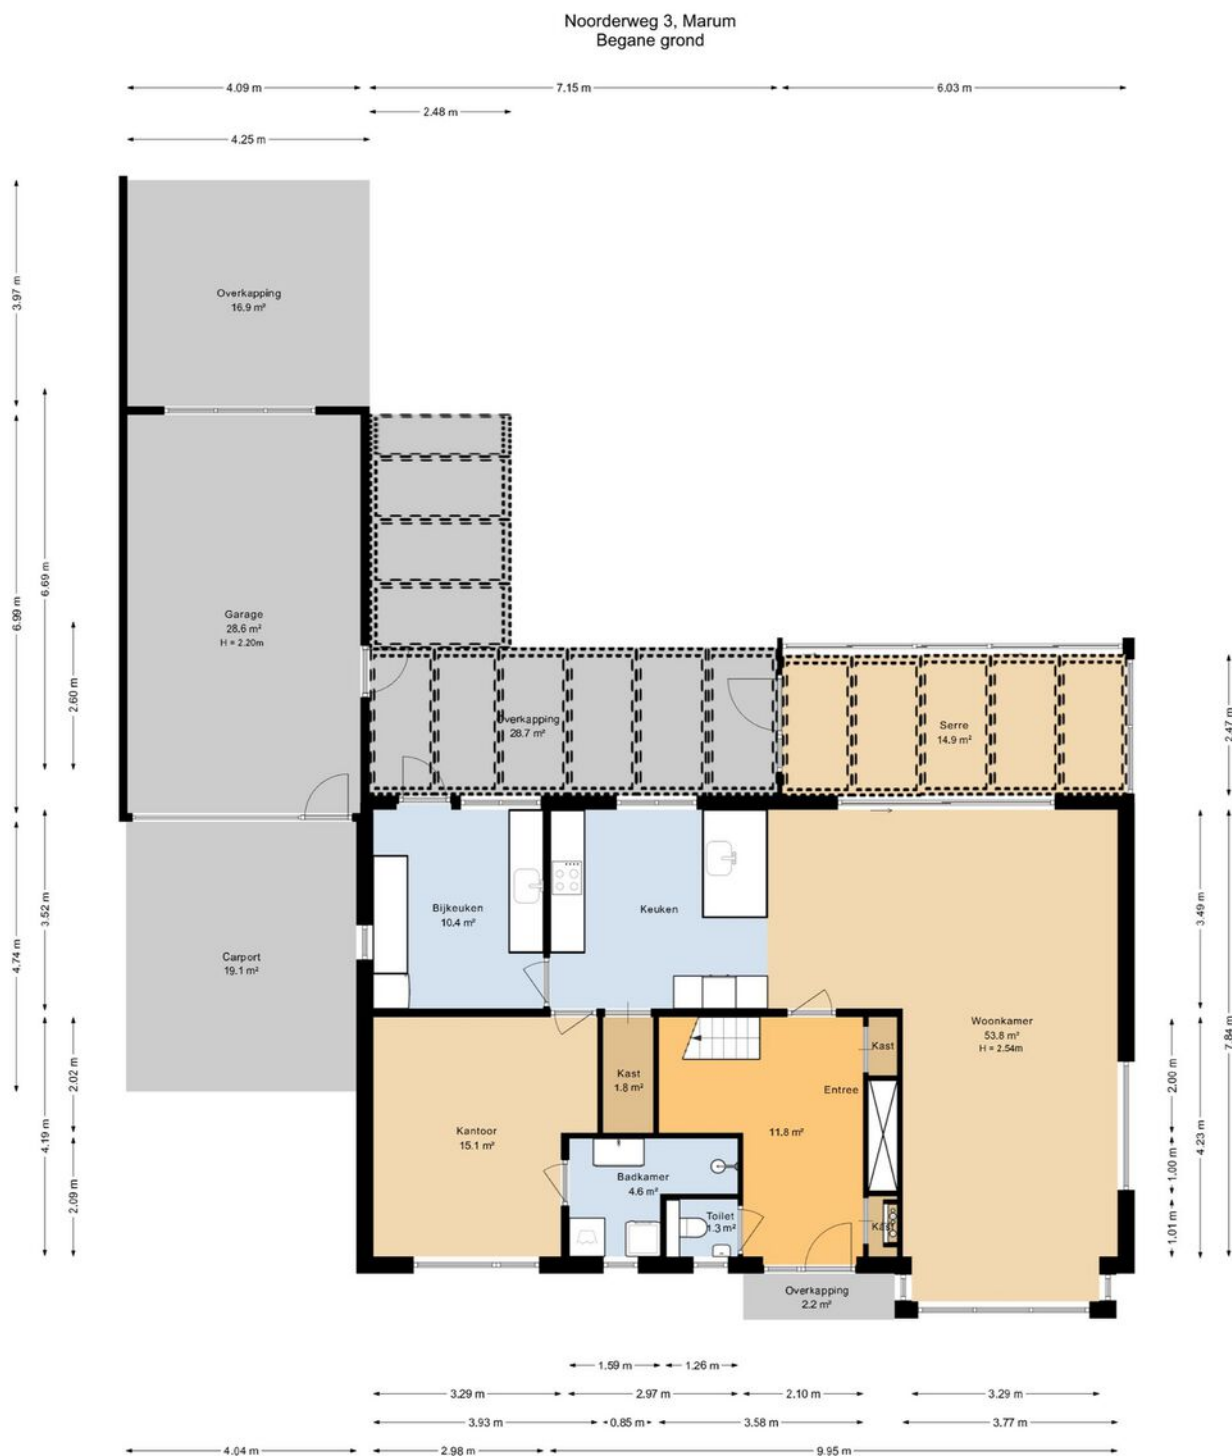 Noorderweg 3, Marum
Begane grond
4.09 m
7.15 m
6.03 m
2.48 m
4.25 m
3.97 m
Overkapping
16.9 m²
6.69 m
6.99 m
Garage
28.6 m²
H = 2.20m
2.60 m
Overkapping
28.7 m²
Serre
14.9 m²
2.47 m
Bijkeuken
10.4 m²
Keuken
3.52 m
3.49 m
4.74 m
Carport
19.1 m²
Woonkamer
53.8 m²
H = 2.54m
7.84 m
Kast
Kast
1.8 m²
Entree
2.02 m
2.00 m
Kantoor
15.1 m²
11.8 m²
4.19 m
4.23 m
1.00 m
Badkamer
4.6 m²
2.09 m
Toilet
1.3 m²
Kast
1.01 m
Overkapping
2.2 m²
1.59 m
1.26 m
3.29 m
2.97 m
2.10 m
3.29 m
3.93 m
0.85 m
3.58 m
3.77 m
4.04 m
2.98 m
9.95 m